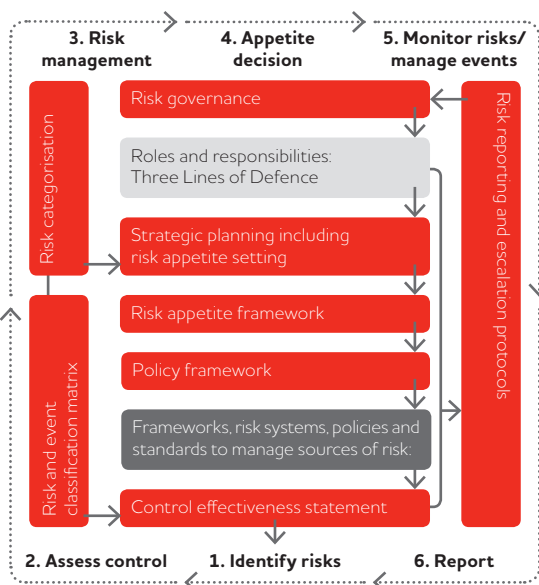 3. Risk
management
4. Appetite
decision
5. Monitor risks/
manage events
Risk categorisation
Risk and event
classification matrix
Risk governance
Roles and responsibilities:
Three Lines of Defence
Strategic planning including
risk appetite setting
Risk appetite framework
Policy framework
Frameworks, risk systems, policies and
standards to manage sources of risk:
Control effectiveness statement
Risk reporting and escalation protocols
2. Assess control
1. Identify risks
6. Report